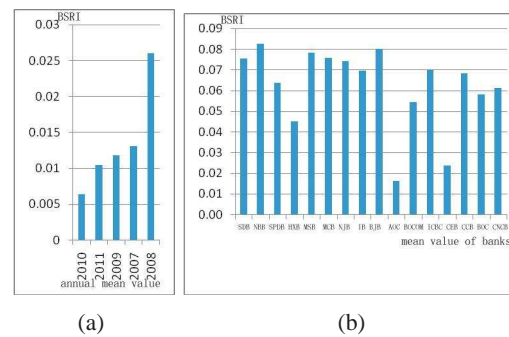 BSRI
0.03
0.025
0.02
0.015
0.01
0.005
0
2010 2011 2009 2007 2008
annual mean value
(a)
BSRI
0.09
0.08
0.07
0.06
0.05
0.04
0.03
0.02
0.01
0.00
SDB NBB SPDB HXB MSB MCB NJB IB BJB AOC BOCOM ICBC CEB CCB BOC CNCB
mean value of banks
(b)